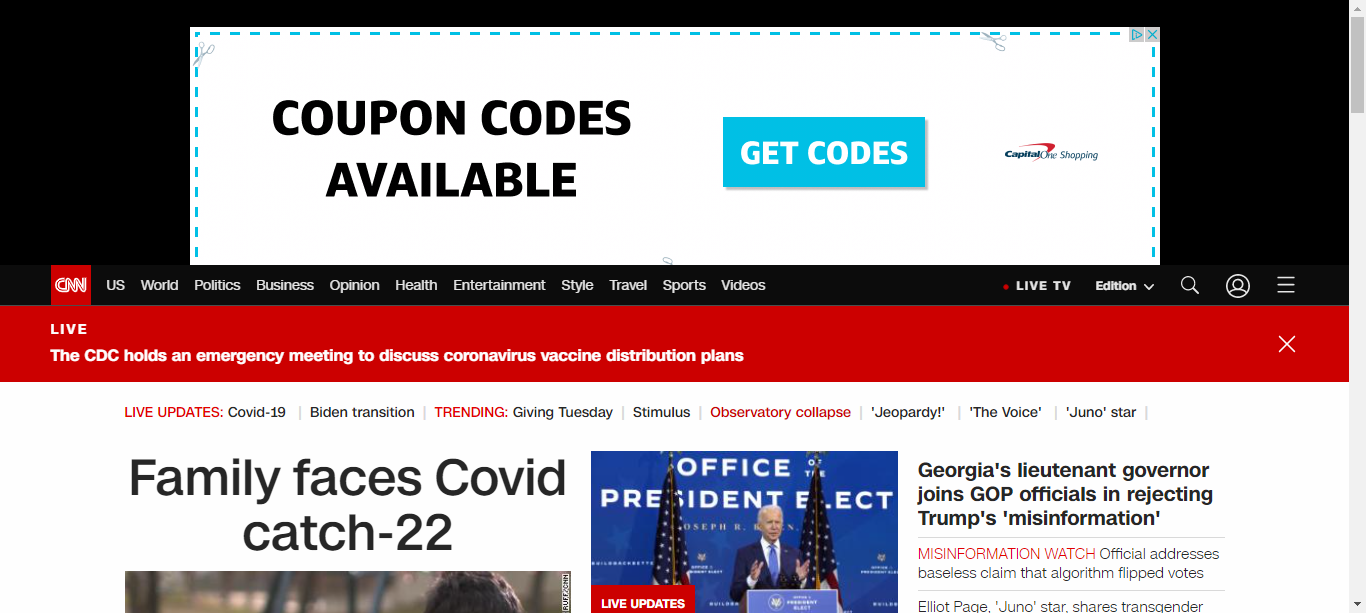 COUPON CODES
AVAILABLE
GET CODES
CapitalOne Shopping
CNN US World Politics Business Opinion Health Entertainment Style Travel Sports Videos LIVE TV Edition
LIVE
The CDC holds an emergency meeting to discuss coronavirus vaccine distribution plans
LIVE UPDATES: Covid-19 | Biden transition | TRENDING: Giving Tuesday | Stimulus | Observatory collapse | 'Jeopardy!' | 'The Voice' | 'Juno' star |
Family faces Covid
catch-22
RUFF/CNN
OFFICE OF THE
PRESIDENT ELECT
LIVE UPDATES
Georgia's lieutenant governor
joins GOP officials in rejecting
Trump's 'misinformation'
MISINFORMATION WATCH Official addresses
baseless claim that algorithm flipped votes
Elliot Page, 'Juno' star, shares transgender